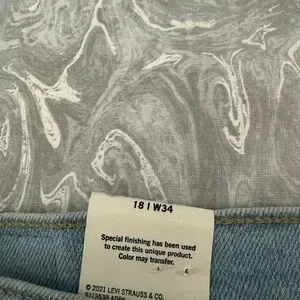 18 | W34
Special finishing has been used
to create this unique product.
Color may transfer.
© 2021 LEVI STRAUSS & CO.